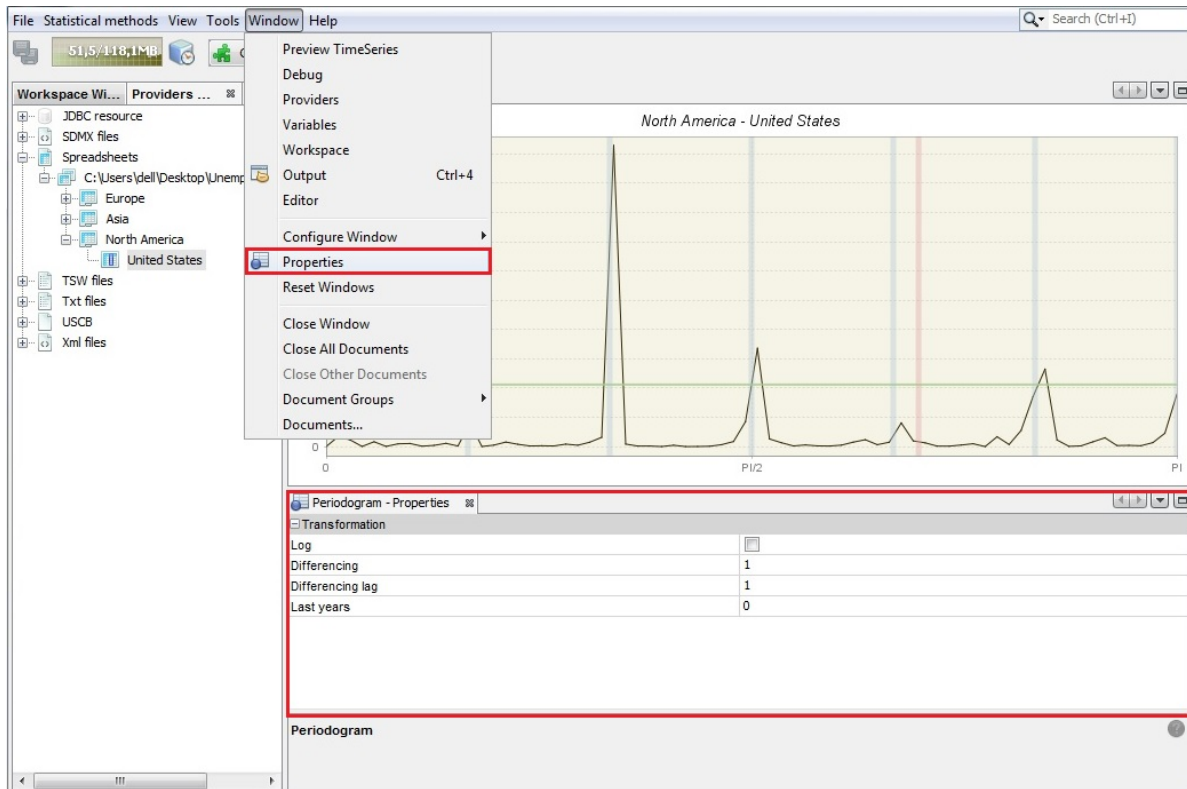 File Statistical methods View Tools Window Help
Search (Ctrl+I)
51,5/118,1MB
Workspace Wi... Providers ...
JDBC resource
SDMX files
Spreadsheets
C:\Users\dell\Desktop\Unemp
Europe
Asia
North America
United States
TSW files
Txt files
USCB
Xml files
Preview TimeSeries
Debug
Providers
Variables
Workspace
Output Ctrl+4
Editor
Configure Window
Properties
Reset Windows
Close Window
Close All Documents
Close Other Documents
Document Groups
Documents...
North America - United States
0
0 PI/2 PI
Periodogram - Properties
Transformation
Log
Differencing 1
Differencing lag 1
Last years 0
Periodogram
?